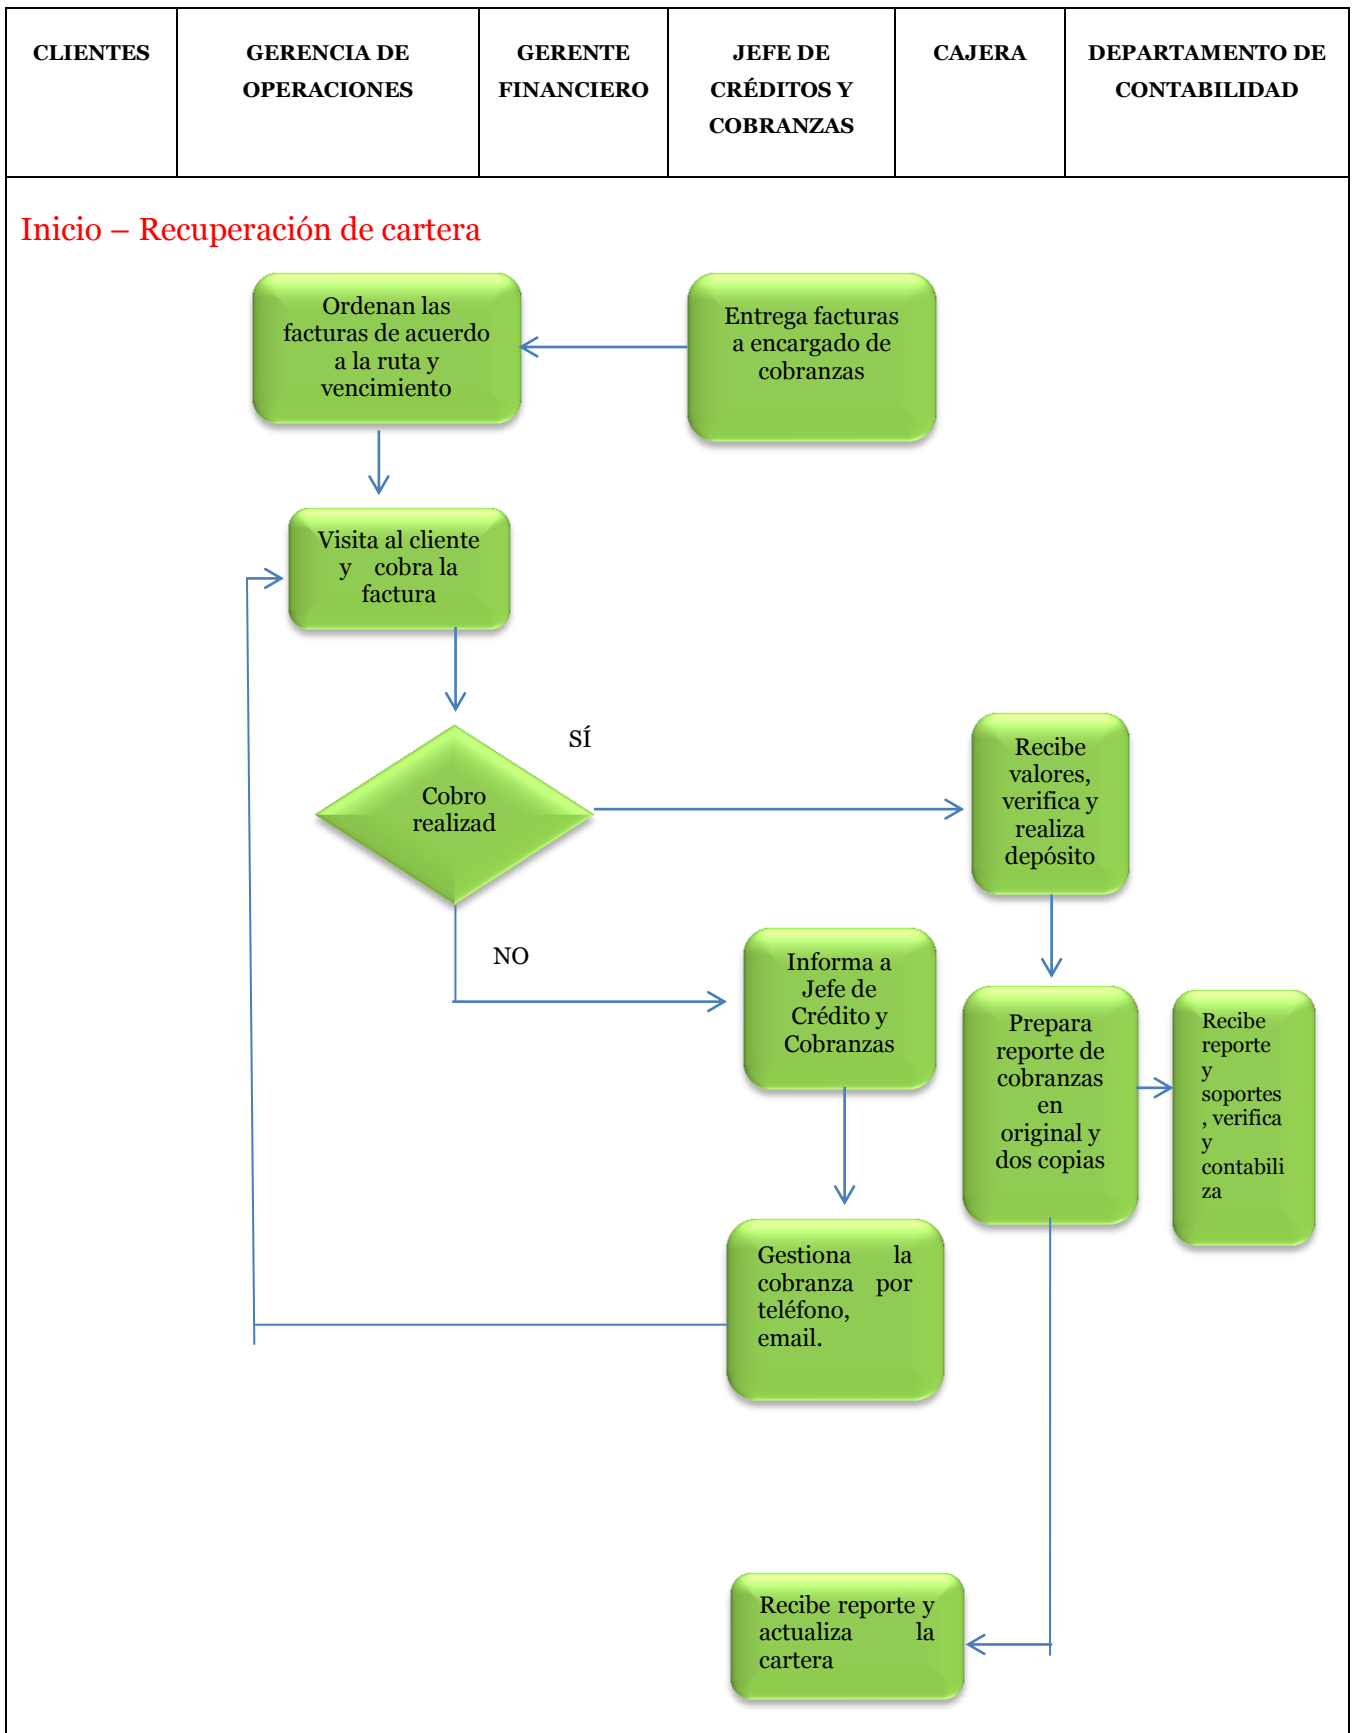 CLIENTES
GERENCIA DE
OPERACIONES
GERENTE
FINANCIERO
JEFE DE
CRÉDITOS Y
COBRANZAS
CAJERA
DEPARTAMENTO DE
CONTABILIDAD
Inicio – Recuperación de cartera
Ordenan las
facturas de acuerdo
a la ruta y
vencimiento
Entrega facturas
a encargado de
cobranzas
Visita al cliente
y cobra la
factura
SÍ
Cobro
realizad
Recibe
valores,
verifica y
realiza
depósito
NO
Informa a
Jefe de
Crédito y
Cobranzas
Prepara
reporte de
cobranzas
en
original y
dos copias
Recibe
reporte
y
soportes
, verifica
y
contabili
za
Gestiona la
cobranza por
teléfono,
email.
Recibe reporte y
actualiza la
cartera